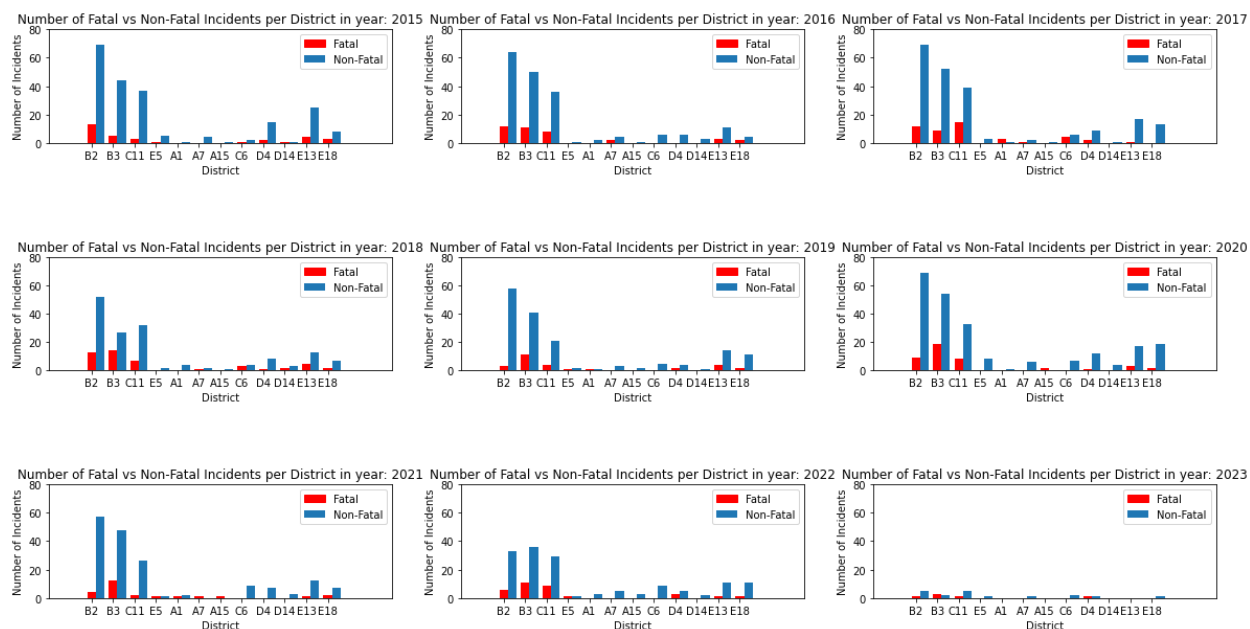 Number of Fatal vs Non-Fatal Incidents per District in year: 2015
80
60
40
20
0
Number of Incidents
Fatal
Non-Fatal
B2 B3 C11 E5 A1 A7 A15 C6 D4 D14 E13 E18
District
Number of Fatal vs Non-Fatal Incidents per District in year: 2016
80
60
40
20
0
Number of Incidents
Fatal
Non-Fatal
B2 B3 C11 E5 A1 A7 A15 C6 D4 D14 E13 E18
District
Number of Fatal vs Non-Fatal Incidents per District in year: 2017
80
60
40
20
0
Number of Incidents
Fatal
Non-Fatal
B2 B3 C11 E5 A1 A7 A15 C6 D4 D14 E13 E18
District
Number of Fatal vs Non-Fatal Incidents per District in year: 2018
80
60
40
20
0
Number of Incidents
Fatal
Non-Fatal
B2 B3 C11 E5 A1 A7 A15 C6 D4 D14 E13 E18
District
Number of Fatal vs Non-Fatal Incidents per District in year: 2019
80
60
40
20
0
Number of Incidents
Fatal
Non-Fatal
B2 B3 C11 E5 A1 A7 A15 C6 D4 D14 E13 E18
District
Number of Fatal vs Non-Fatal Incidents per District in year: 2020
80
60
40
20
0
Number of Incidents
Fatal
Non-Fatal
B2 B3 C11 E5 A1 A7 A15 C6 D4 D14 E13 E18
District
Number of Fatal vs Non-Fatal Incidents per District in year: 2021
80
60
40
20
0
Number of Incidents
Fatal
Non-Fatal
B2 B3 C11 E5 A1 A7 A15 C6 D4 D14 E13 E18
District
Number of Fatal vs Non-Fatal Incidents per District in year: 2022
80
60
40
20
0
Number of Incidents
Fatal
Non-Fatal
B2 B3 C11 E5 A1 A7 A15 C6 D4 D14 E13 E18
District
Number of Fatal vs Non-Fatal Incidents per District in year: 2023
80
60
40
20
0
Number of Incidents
Fatal
Non-Fatal
B2 B3 C11 E5 A1 A7 A15 C6 D4 D14 E13 E18
District